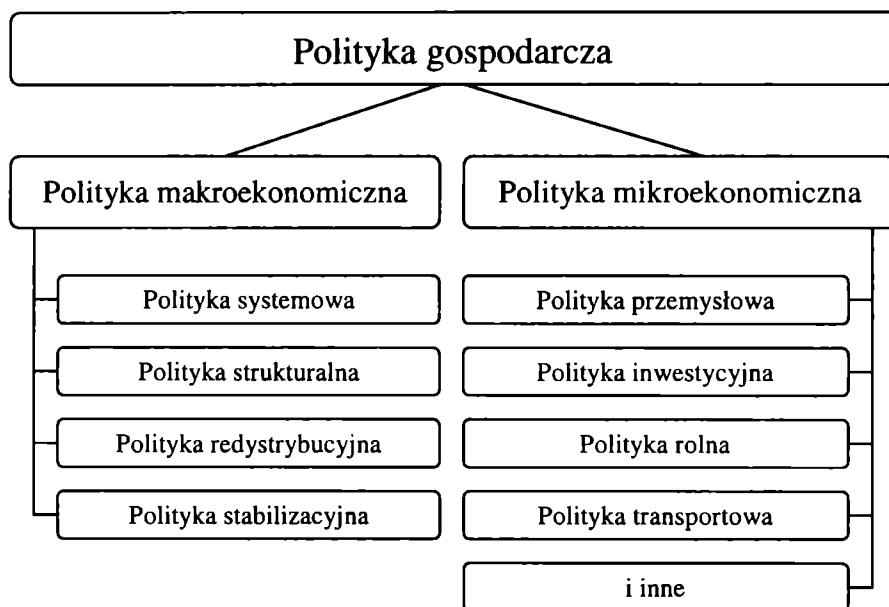 Polityka gospodarcza
Polityka makroekonomiczna
Polityka systemowa
Polityka strukturalna
Polityka redystrybucyjna
Polityka stabilizacyjna
Polityka mikroekonomiczna
Polityka przemysłowa
Polityka inwestycyjna
Polityka rolna
Polityka transportowa
i inne